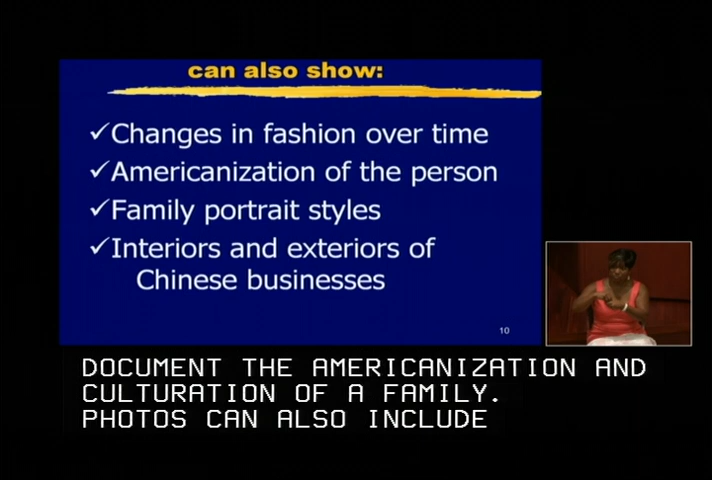 can also show:
✓Changes in fashion over time
✓Americanization of the person
✓Family portrait styles
✓Interiors and exteriors of
Chinese businesses
10
DOCUMENT THE AMERICANIZATION AND
CULTURATION OF A FAMILY.
PHOTOS CAN ALSO INCLUDE